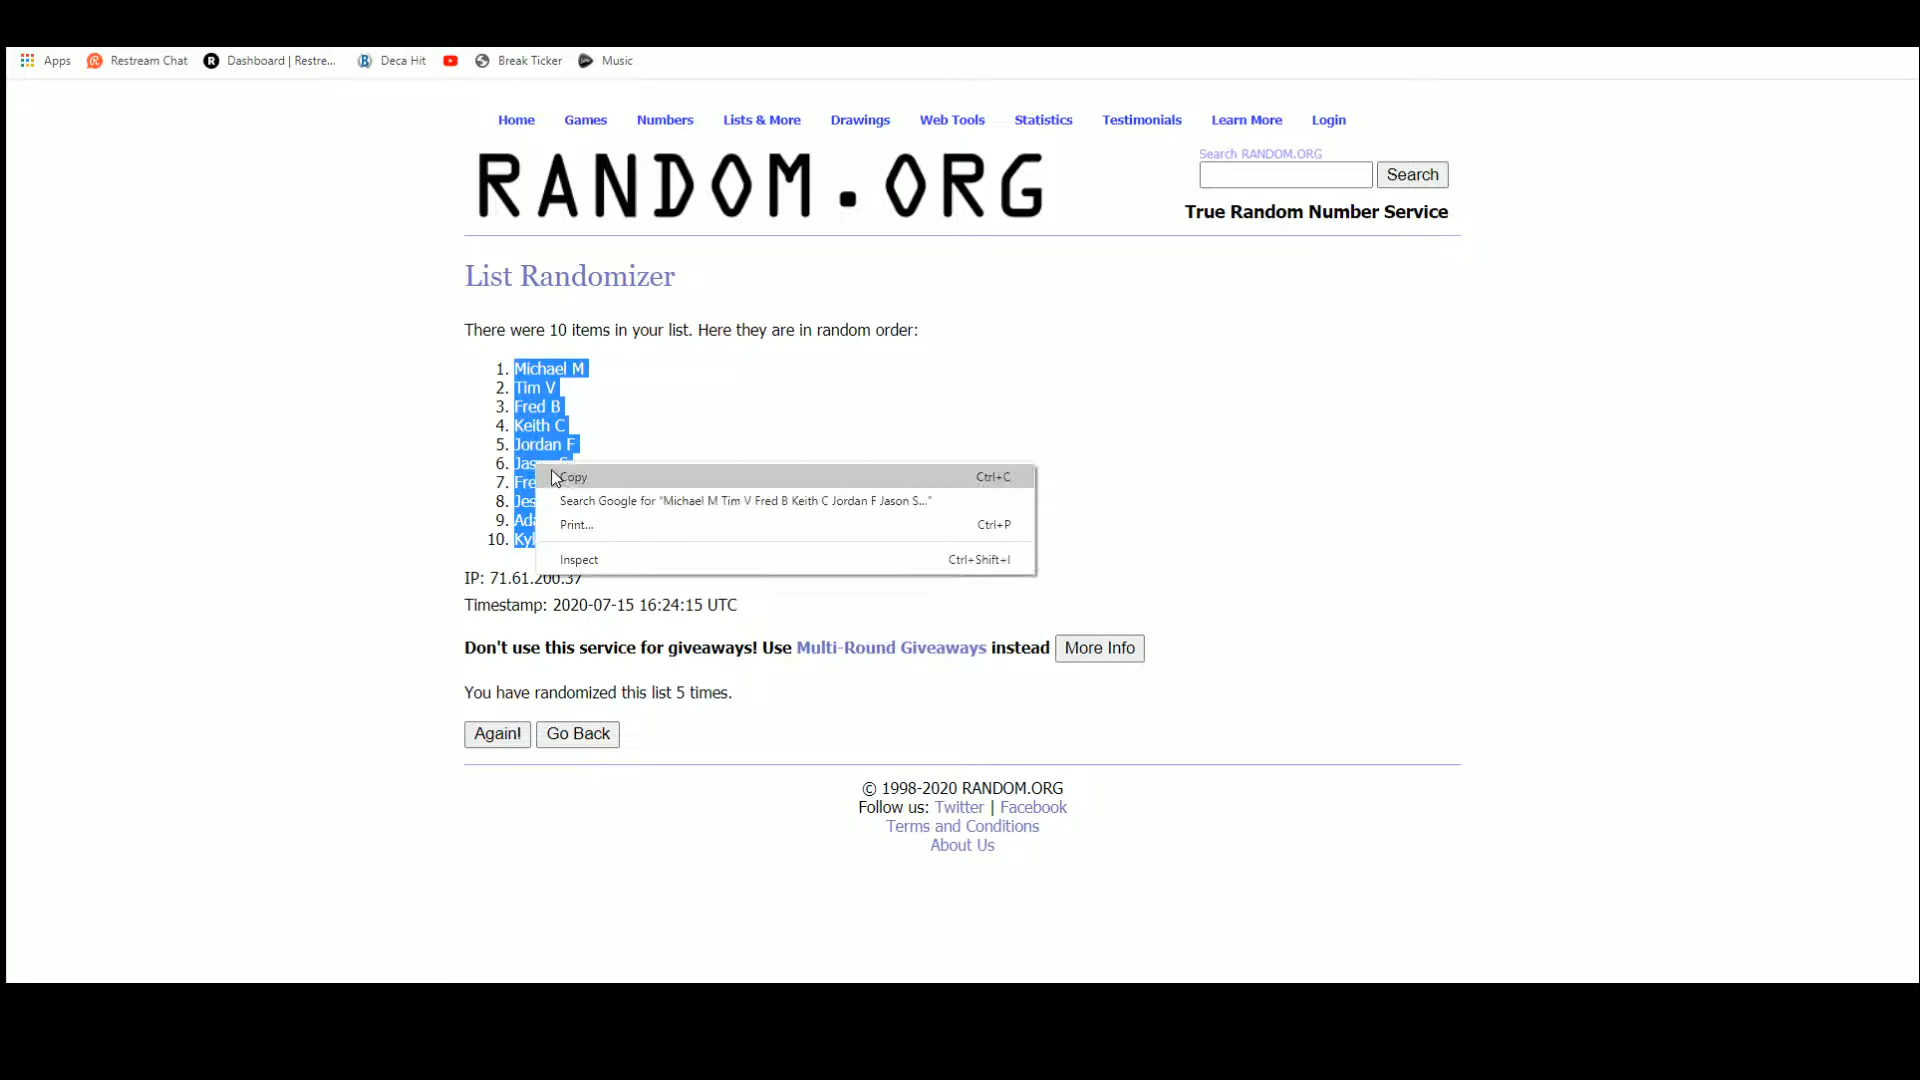 Apps Restream Chat Dashboard | Restre... Deca Hit Break Ticker Music
Home Games Numbers Lists & More Drawings Web Tools Statistics Testimonials Learn More Login
RANDOM.ORG
Search RANDOM.ORG
Search
True Random Number Service
List Randomizer
There were 10 items in your list. Here they are in random order:
1. Michael M
2. Tim V
3. Fred B
4. Keith C
5. Jordan F
6.
7.
8.
9.
10.
Copy Ctrl+C
Search Google for "Michael M Tim V Fred B Keith C Jordan F Jason S..."
Print... Ctrl+P
Inspect Ctrl+Shift+I
IP: 71.61.200.37
Timestamp: 2020-07-15 16:24:15 UTC
Don't use this service for giveaways! Use Multi-Round Giveaways instead More Info
You have randomized this list 5 times.
Again! Go Back
© 1998-2020 RANDOM.ORG
Follow us: Twitter | Facebook
Terms and Conditions
About Us